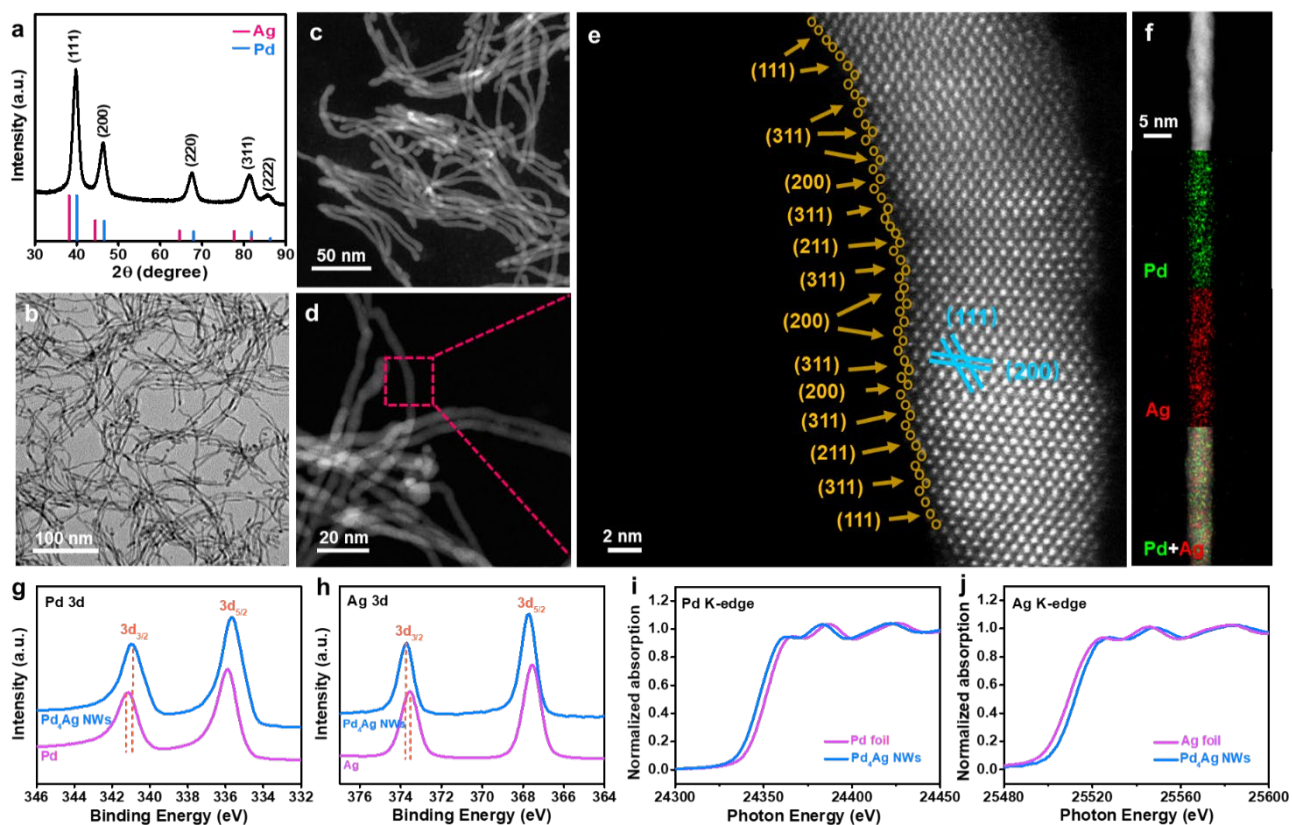 a
Ag
Pd
(111)
(200)
(220)
(311)
(222)
Intensity (a.u.)
30 40 50 60 70 80 90
2θ (degree)
b
100 nm
c
50 nm
d
20 nm
e
(111)
(311)
(200)
(311)
(211)
(311)
(200)
(311)
(200)
(311)
(211)
(311)
(111)
(111)
(200)
2 nm
f
5 nm
Pd
Ag
Pd+Ag
g
Pd 3d
3d3/2
3d5/2
Pd4Ag NWs
Pd
Intensity (a.u.)
346 344 342 340 338 336 334 332
Binding Energy (eV)
h
Ag 3d
3d3/2
3d5/2
Pd4Ag NWs
Ag
Intensity (a.u.)
376 374 372 370 368 366 364
Binding Energy (eV)
i
Pd K-edge
1.2
1.0
0.8
0.6
0.4
0.2
0.0
Normalized absorption
Pd foil
Pd4Ag NWs
24300 24350 24400 24450
Photon Energy (eV)
j
Ag K-edge
1.2
1.0
0.8
0.6
0.4
0.2
0.0
Normalized absorption
Ag foil
Pd4Ag NWs
25480 25520 25560 25600
Photon Energy (eV)